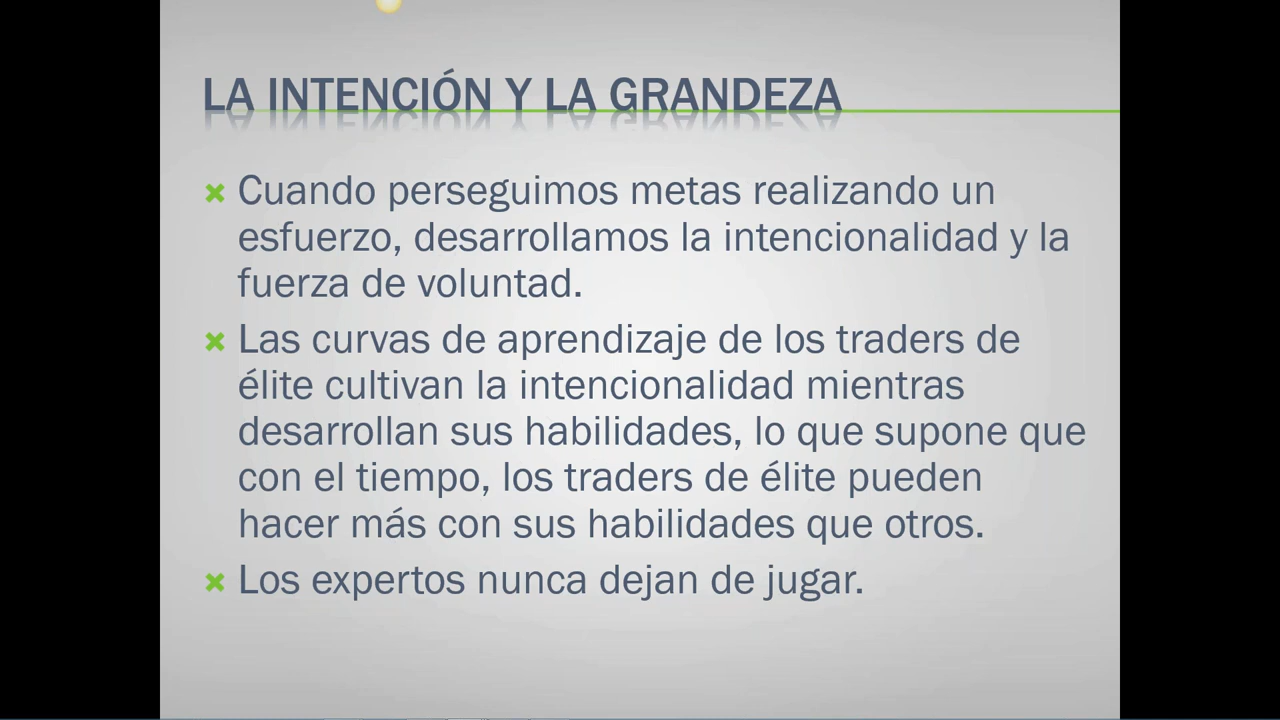 LA INTENCIÓN Y LA GRANDEZA
Cuando perseguimos metas realizando un
esfuerzo, desarrollamos la intencionalidad y la
fuerza de voluntad.
Las curvas de aprendizaje de los traders de
élite cultivan la intencionalidad mientras
desarrollan sus habilidades, lo que supone que
con el tiempo, los traders de élite pueden
hacer más con sus habilidades que otros.
Los expertos nunca dejan de jugar.